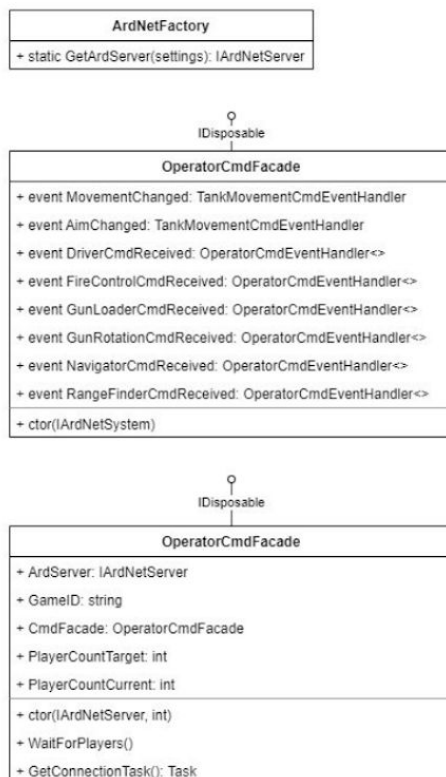 ArdNetFactory
+ static GetArdServer(settings): IArdNetServer
IDisposable
OperatorCmdFacade
+ event MovementChanged: TankMovementCmdEventHandler
+ event AimChanged: TankMovementCmdEventHandler
+ event DriverCmdReceived: OperatorCmdEventHandler<>
+ event FireControlCmdReceived: OperatorCmdEventHandler<>
+ event GunLoaderCmdReceived: OperatorCmdEventHandler<>
+ event GunRotationCmdReceived: OperatorCmdEventHandler<>
+ event NavigatorCmdReceived: OperatorCmdEventHandler<>
+ event RangeFinderCmdReceived: OperatorCmdEventHandler<>
+ ctor(IArdNetSystem)
IDisposable
OperatorCmdFacade
+ ArdServer: IArdNetServer
+ GameID: string
+ CmdFacade: OperatorCmdFacade
+ PlayerCountTarget: int
+ PlayerCountCurrent: int
+ ctor(IArdNetServer, int)
+ WaitForPlayers()
+ GetConnectionTask(): Task